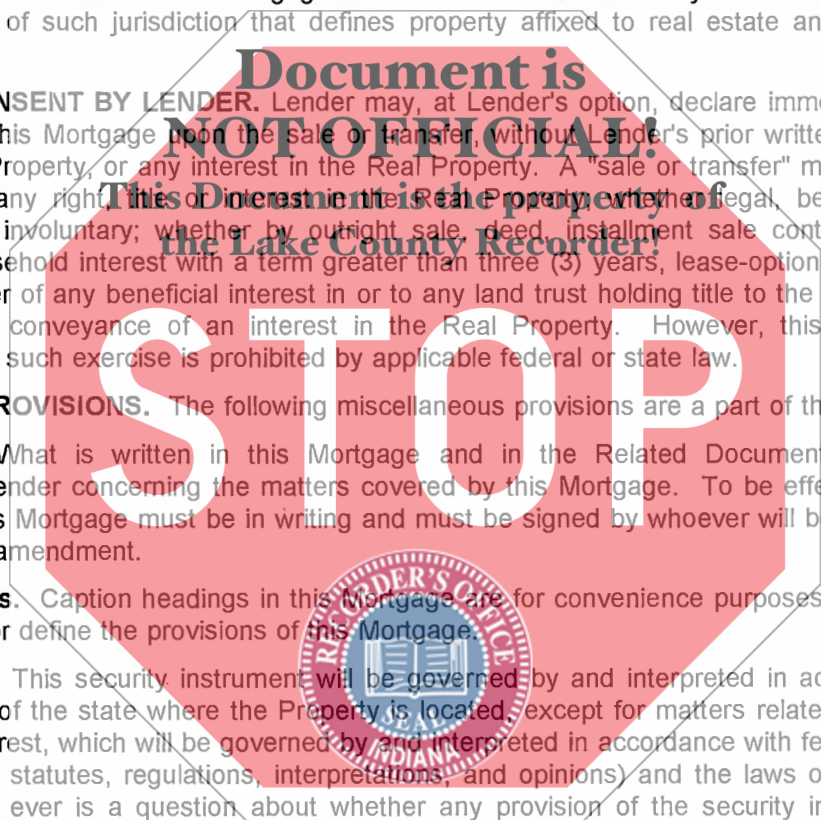 of such jurisdiction that defines property affixed to real estate an
Document is
NSENT BY LENDER. Lender may, at Lender's option, declare imm
NOT OFFICIAL!
his Mortgage upon the sale or transfer, without Lender's prior writte
Property, or any interest in the Real Property. A "sale or transfer" m
This Document is the property of
any right, title or interest in the Real Property; whether legal, be
the Lake County Recorder!
involuntary; whether by outright sale, deed, installment sale cont
sehold interest with a term greater than three (3) years, lease-option
er of any beneficial interest in or to any land trust holding title to the
conveyance of an interest in the Real Property. However, this
such exercise is prohibited by applicable federal or state law.
STOP
ROVISIONS. The following miscellaneous provisions are a part of th
What is written in this Mortgage and in the Related Document
ender concerning the matters covered by this Mortgage. To be effe
s Mortgage must be in writing and must be signed by whoever will b
amendment.
s. Caption headings in this Mortgage are for convenience purposes
r define the provisions of this Mortgage.
RECORDER'S OFFICE
SEAL
INDIANA
This security instrument will be governed by and interpreted in ac
of the state where the Property is located, except for matters relate
rest, which will be governed by and interpreted in accordance with fe
statutes, regulations, interpretations, and opinions) and the laws o
ever is a question about whether any provision of the security in